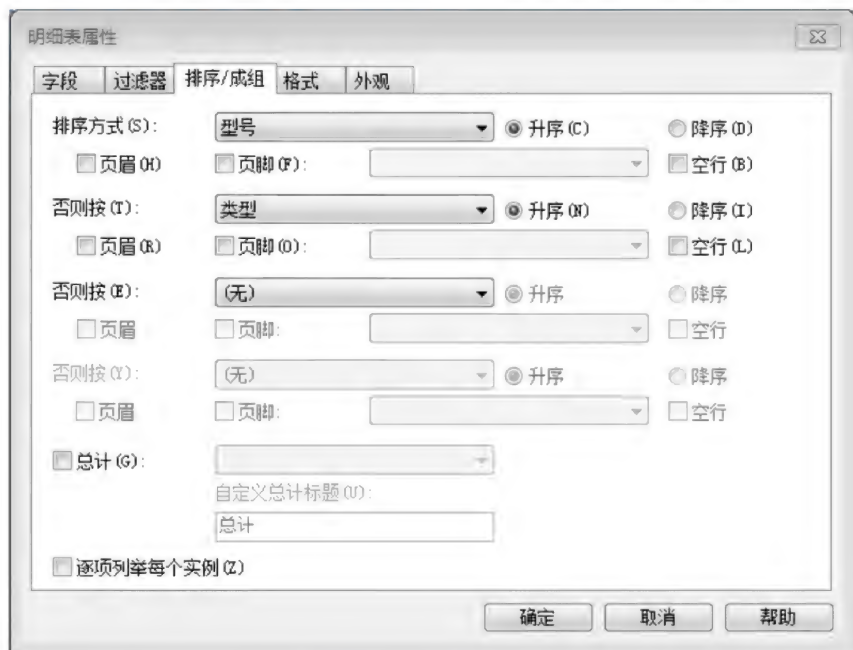 明细表属性
字段 过滤器 排序/成组 格式 外观
排序方式(S): 型号 升序(C) 降序(D)
页眉(H) 页脚(F): 空行(B)
否则按(T): 类型 升序(N) 降序(I)
页眉(R) 页脚(O): 空行(L)
否则按(E): (无) 升序 降序
页眉 页脚: 空行
否则按(Y): (无) 升序 降序
页眉 页脚: 空行
总计(G):
自定义总计标题(U):
总计
逐项列举每个实例(Z)
确定 取消 帮助